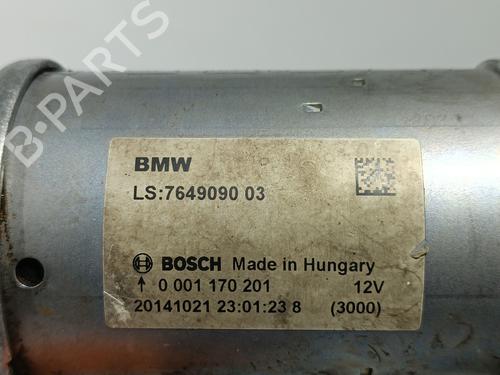 B-PARTS
BMW
LS:7649090 03
BOSCH Made in Hungary
↑ 0 001 170 201 12V
20141021 23:01:23 8 (3000)